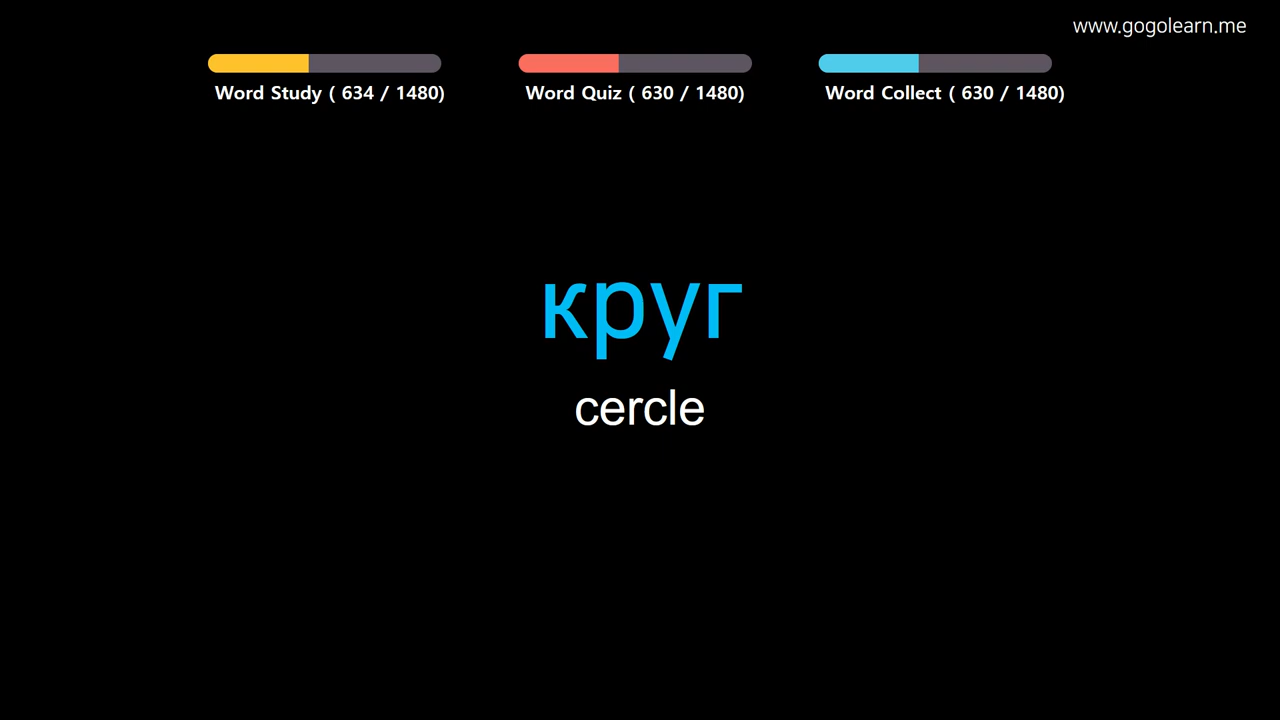 www.gogolearn.me
Word Study ( 634 / 1480)
Word Quiz ( 630 / 1480)
Word Collect ( 630 / 1480)
круг
cercle